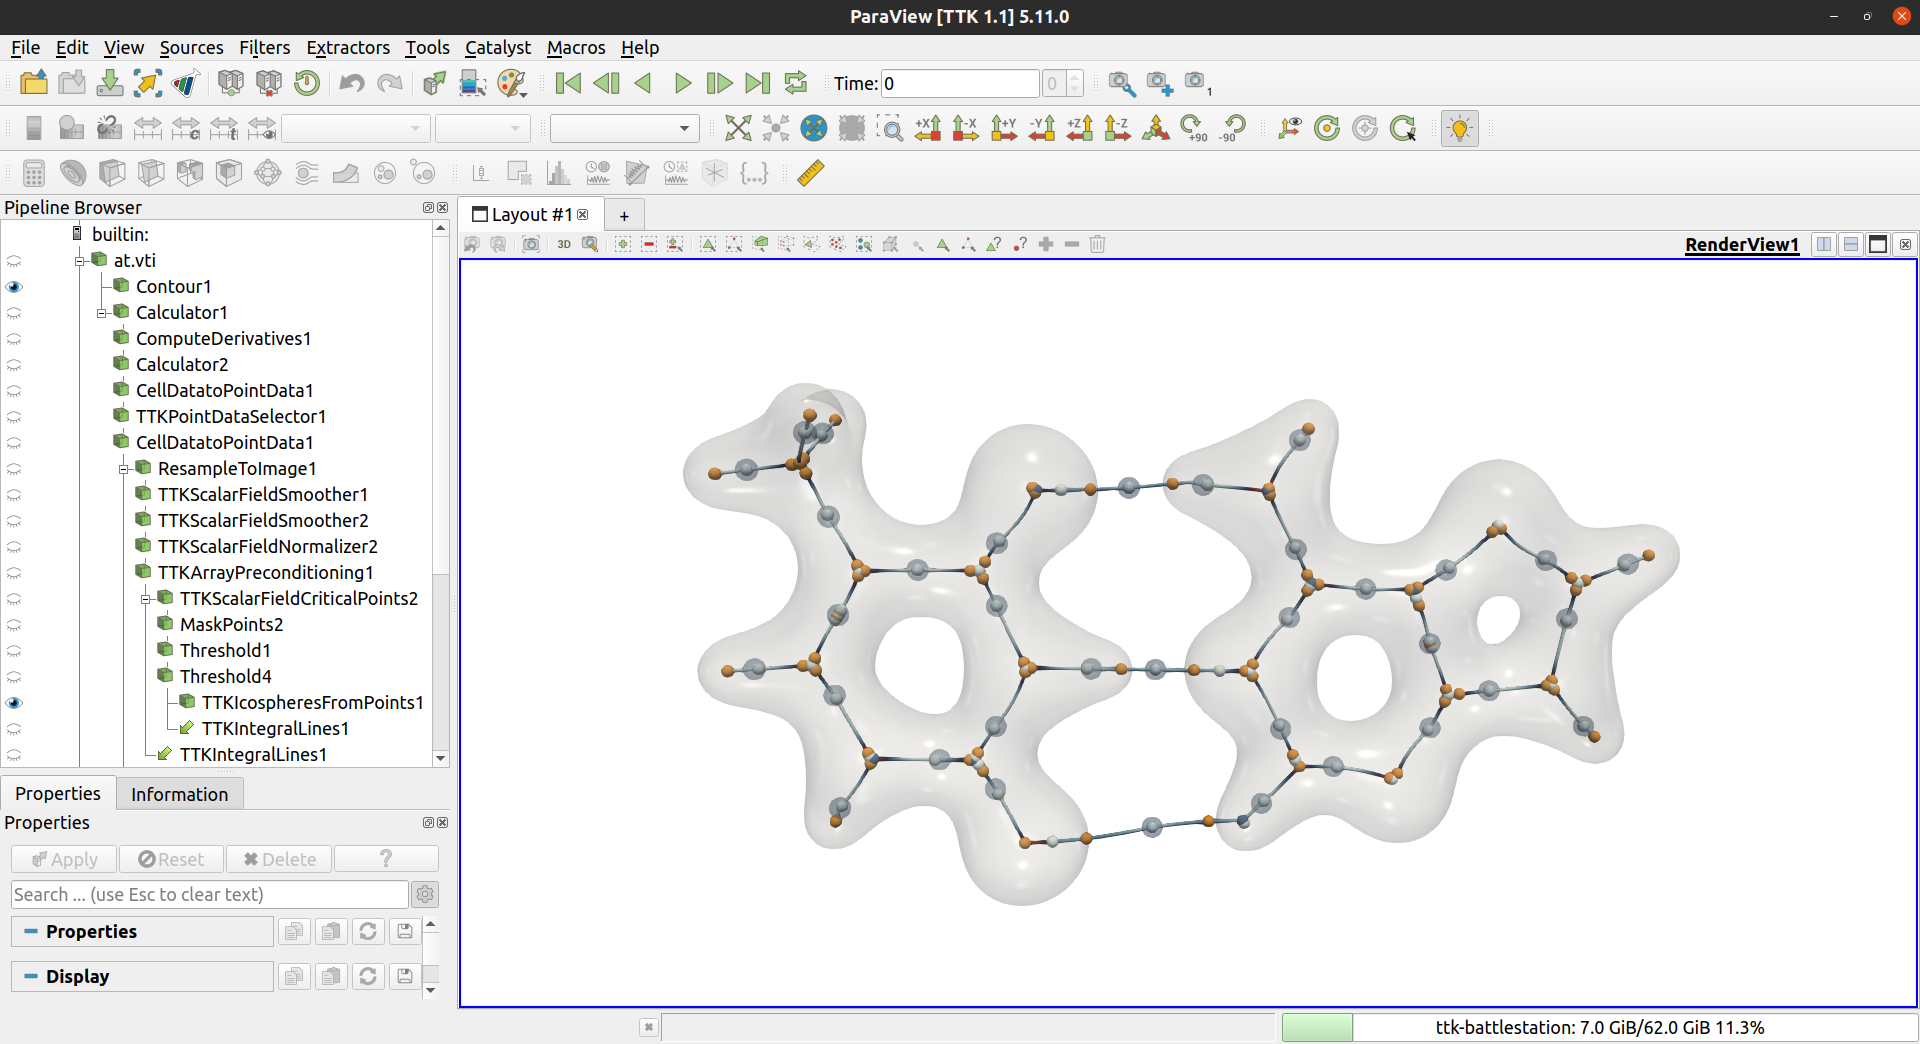 ParaView [TTK 1.1] 5.11.0
File Edit View Sources Filters Extractors Tools Catalyst Macros Help
Time: 0 0 1
c t +X -X +Y -Y +Z -Z +90 -90
{...}
Pipeline Browser
Layout #1 +
3D ? ? RenderView1
builtin:
at.vti
Contour1
Calculator1
ComputeDerivatives1
Calculator2
CellDatatoPointData1
TTKPointDataSelector1
CellDatatoPointData1
ResampleToImage1
TTKScalarFieldSmoother1
TTKScalarFieldSmoother2
TTKScalarFieldNormalizer2
TTKArrayPreconditioning1
TTKScalarFieldCriticalPoints2
MaskPoints2
Threshold1
Threshold4
TTKIcospheresFromPoints1
TTKIntegralLines1
TTKIntegralLines1
Properties Information
Properties
Apply Reset Delete ?
Search ... (use Esc to clear text)
Properties
Display
ttk-battlestation: 7.0 GiB/62.0 GiB 11.3%